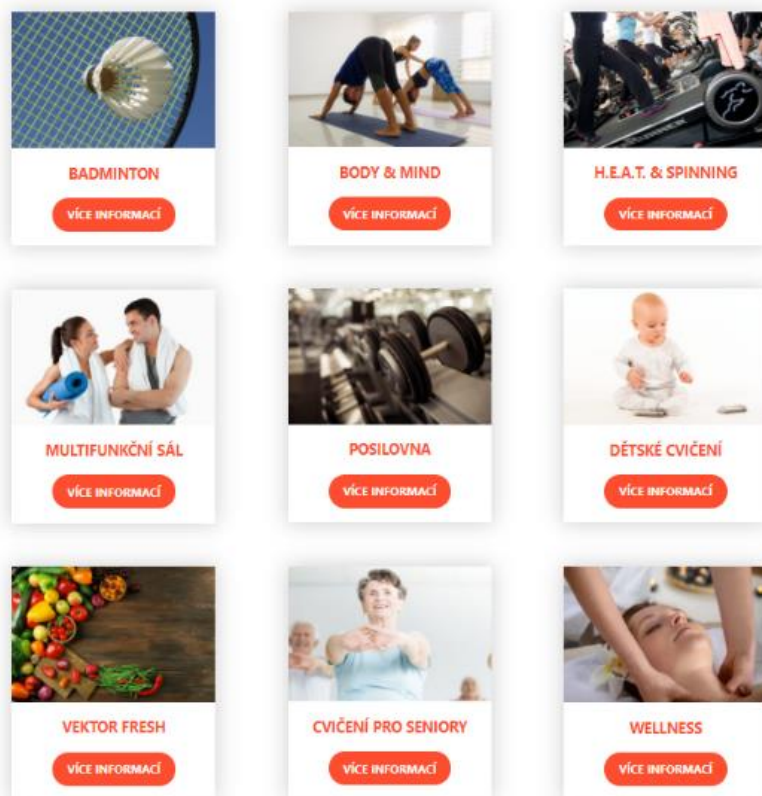 BADMINTON
VÍCE INFORMACÍ
BODY & MIND
VÍCE INFORMACÍ
H.E.A.T. & SPINNING
VÍCE INFORMACÍ
MULTIFUNKČNÍ SÁL
VÍCE INFORMACÍ
POSILOVNA
VÍCE INFORMACÍ
DĚTSKÉ CVIČENÍ
VÍCE INFORMACÍ
VEKTOR FRESH
VÍCE INFORMACÍ
CVIČENÍ PRO SENIORY
VÍCE INFORMACÍ
WELLNESS
VÍCE INFORMACÍ